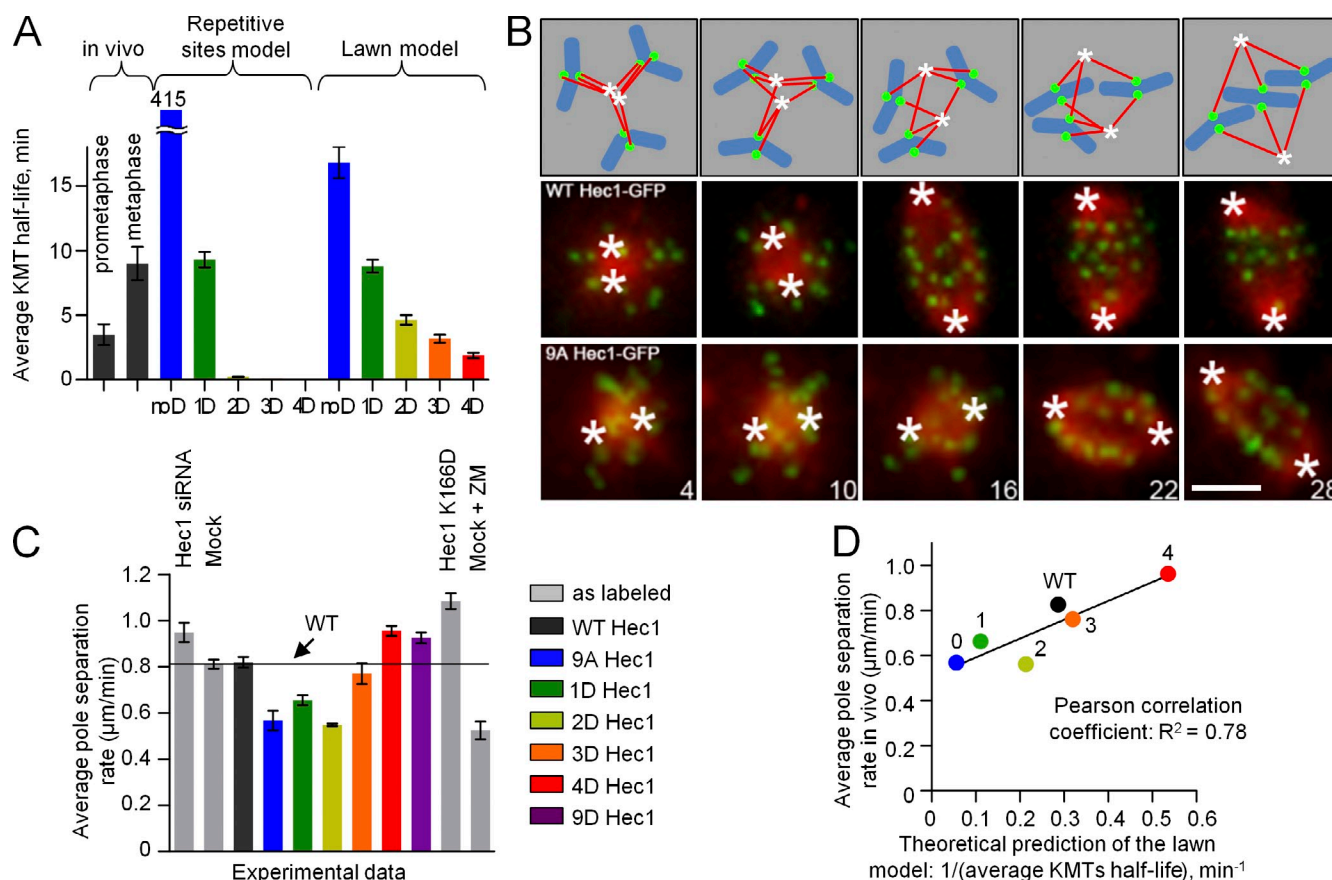 A
in vivo
Repetitive
sites model
Lawn model
415
Average KMT half-life, min
15
10
5
0
prometaphase
metaphase
noD 1D 2D 3D 4D noD 1D 2D 3D 4D
B
WT Hec1-GFP
9A Hec1-GFP
4
10
16
22
28
C
Hec1 siRNA
Mock
Hec1 K166D
Mock + ZM
Average pole separation
rate (µm/min)
1.2
1.0
0.8
0.6
0.4
0.2
0
WT
Experimental data
as labeled
WT Hec1
9A Hec1
1D Hec1
2D Hec1
3D Hec1
4D Hec1
9D Hec1
D
Average pole separation
rate in vivo (µm/min)
1.0
0.8
0.6
0.4
0.2
0
0
1
2
WT
3
4
Pearson correlation
coefficient: R² = 0.78
0 0.1 0.2 0.3 0.4 0.5 0.6
Theoretical prediction of the lawn
model: 1/(average KMTs half-life), min⁻¹